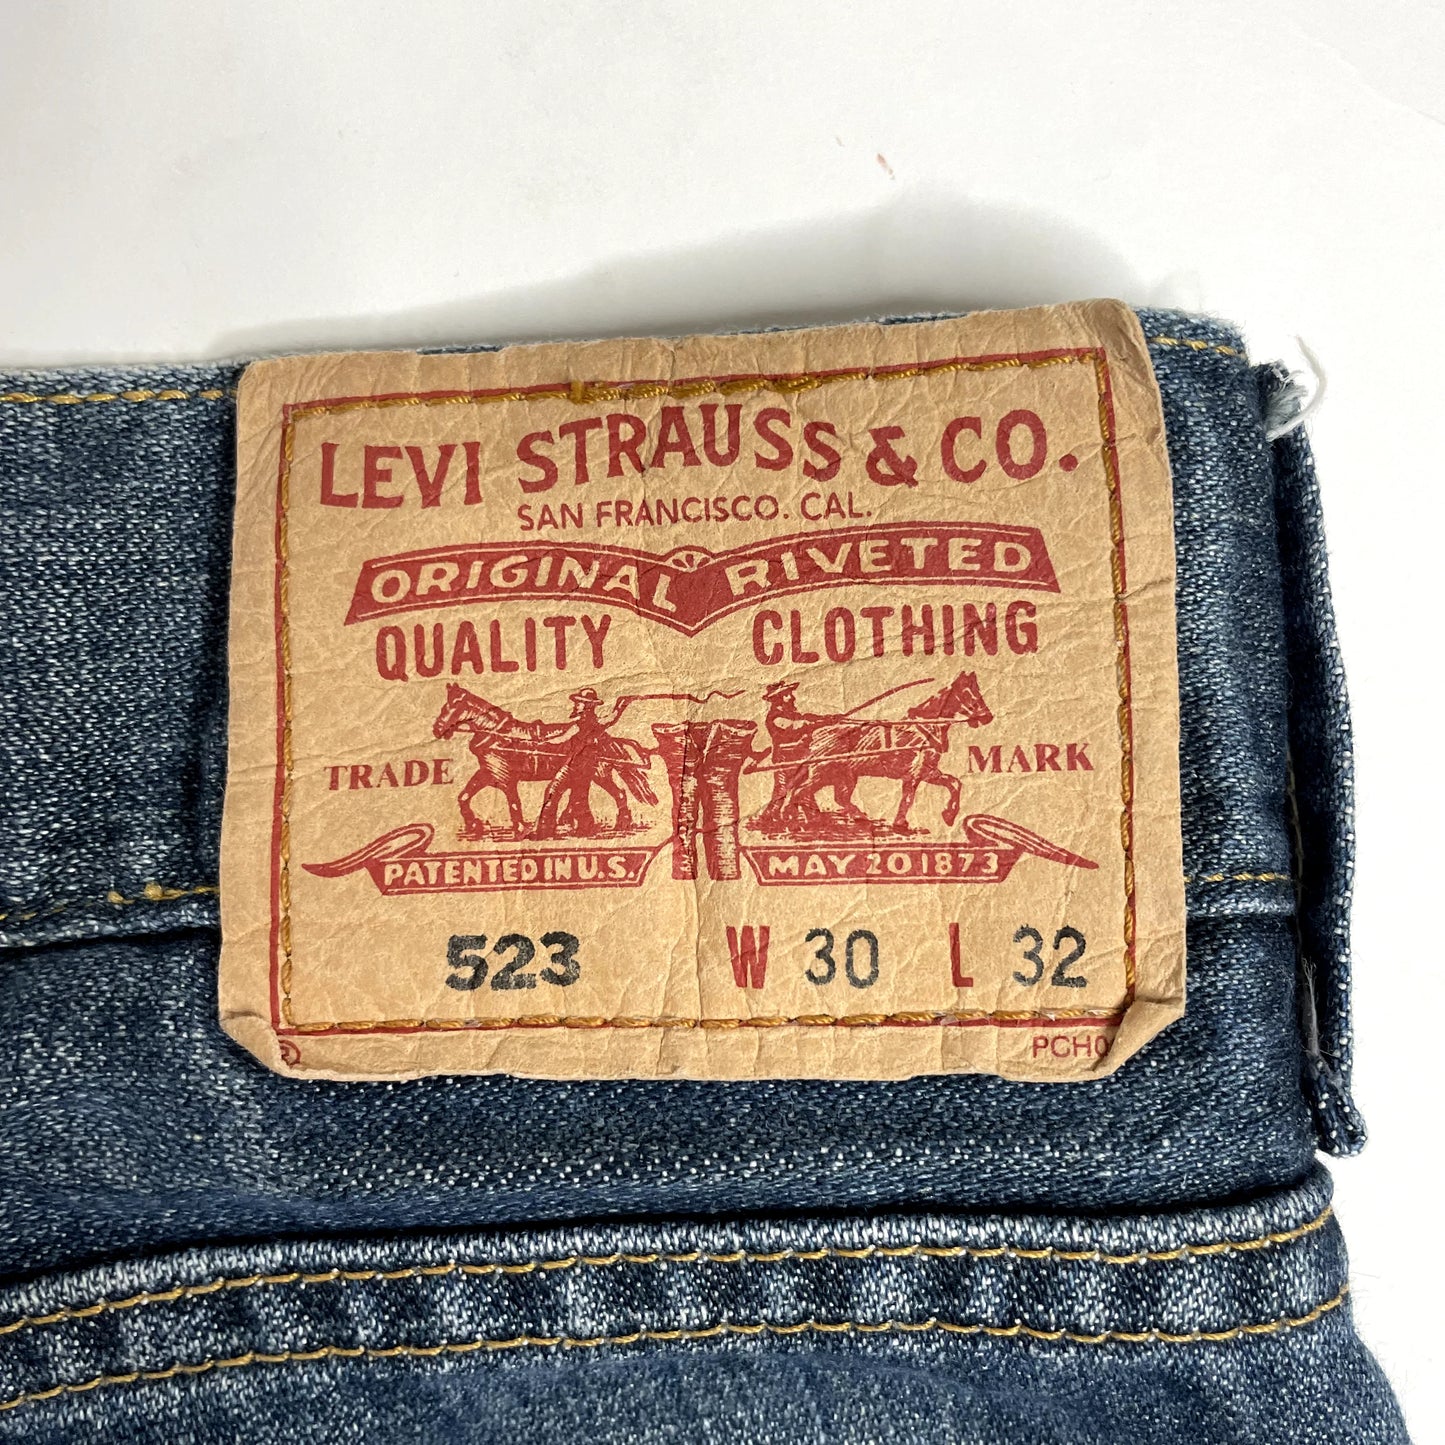 LEVI STRAUSS & CO.
SAN FRANCISCO. CAL.
ORIGINAL RIVETED
QUALITY CLOTHING
TRADE MARK
PATENTED IN U.S. MAY 20 1873
523 W 30 L 32
® PCH0